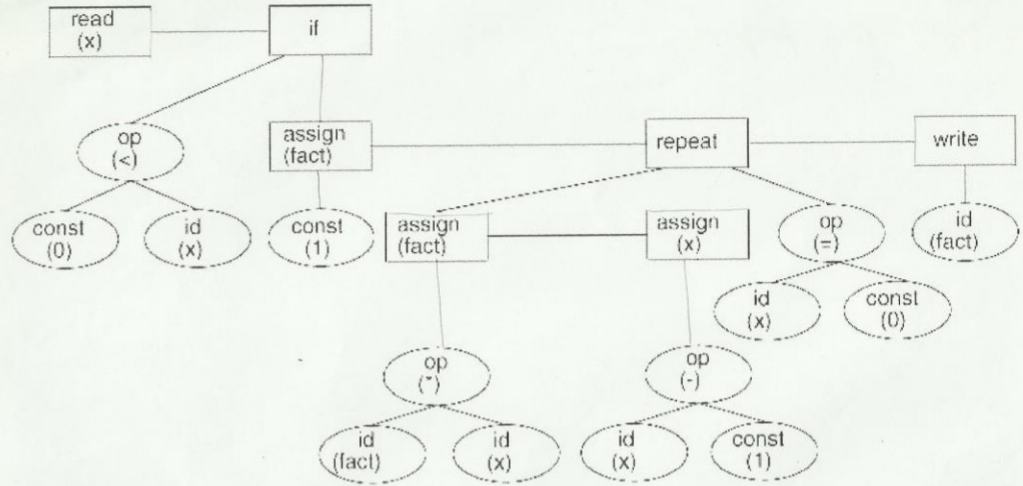 read
(x)
if
op
(<)
assign
(fact)
repeat
write
const
(0)
id
(x)
const
(1)
assign
(fact)
assign
(x)
op
(=)
id
(fact)
id
(x)
const
(0)
op
(*)
op
(-)
id
(fact)
id
(x)
id
(x)
const
(1)